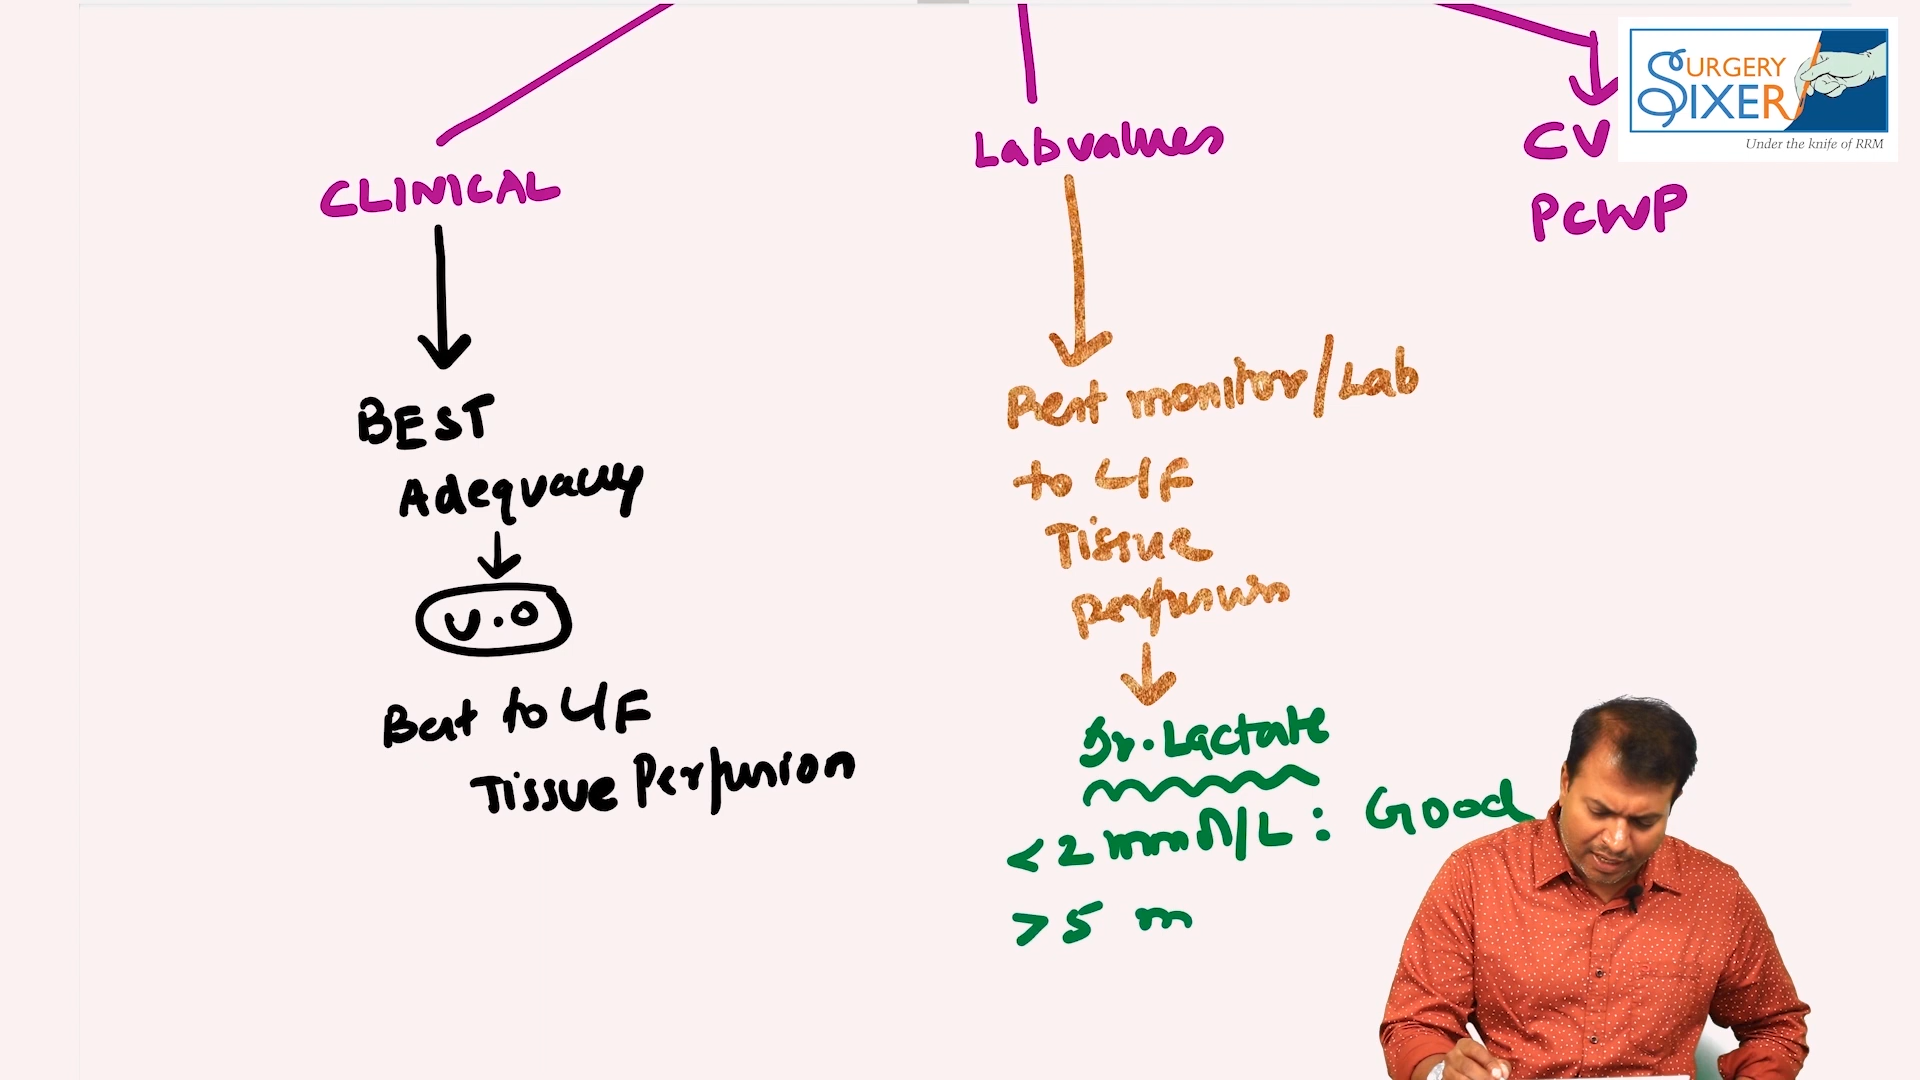 CLINICAL
BEST
Adequacy
U.O
Best to L/F
Tissue Perfusion
Lab values
Best monitor/Lab
to L/F
Tissue
perfusion
Sr. Lactate
<2 mmol/L : Good
>5 m
CV
PCWP
SURGERY
SIXER
Under the knife of RRM